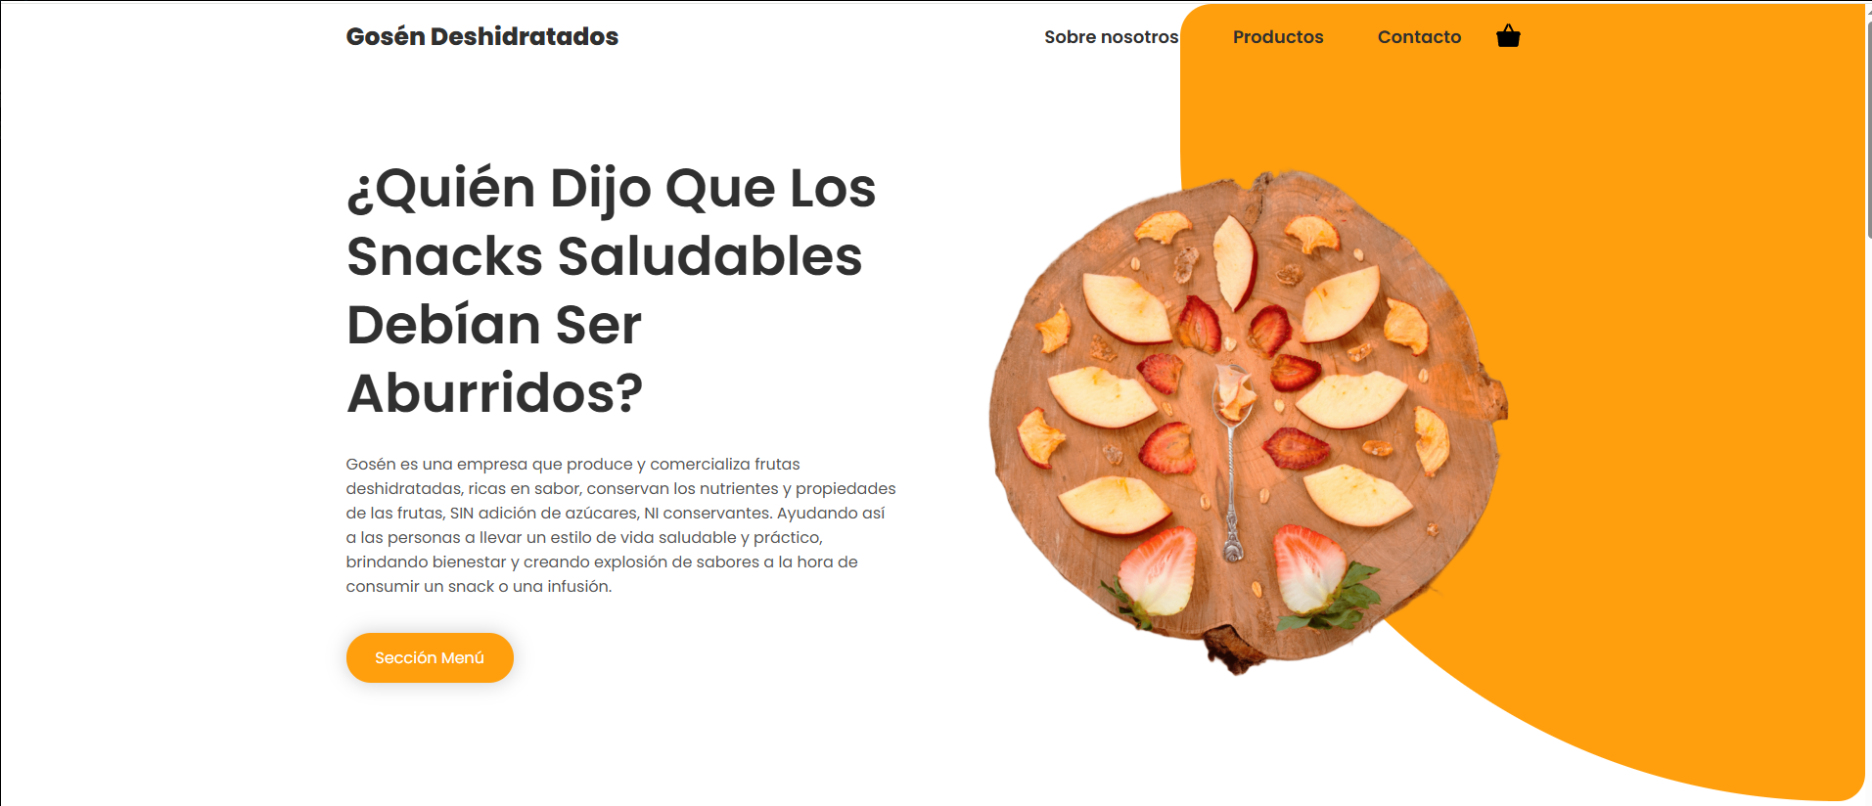 Gosén Deshidratados
Sobre nosotros
Productos
Contacto
¿Quién Dijo Que Los
Snacks Saludables
Debían Ser
Aburridos?
Gosén es una empresa que produce y comercializa frutas
deshidratadas, ricas en sabor, conservan los nutrientes y propiedades
de las frutas, SIN adición de azúcares, NI conservantes. Ayudando así
a las personas a llevar un estilo de vida saludable y práctico,
brindando bienestar y creando explosión de sabores a la hora de
consumir un snack o una infusión.
Sección Menú